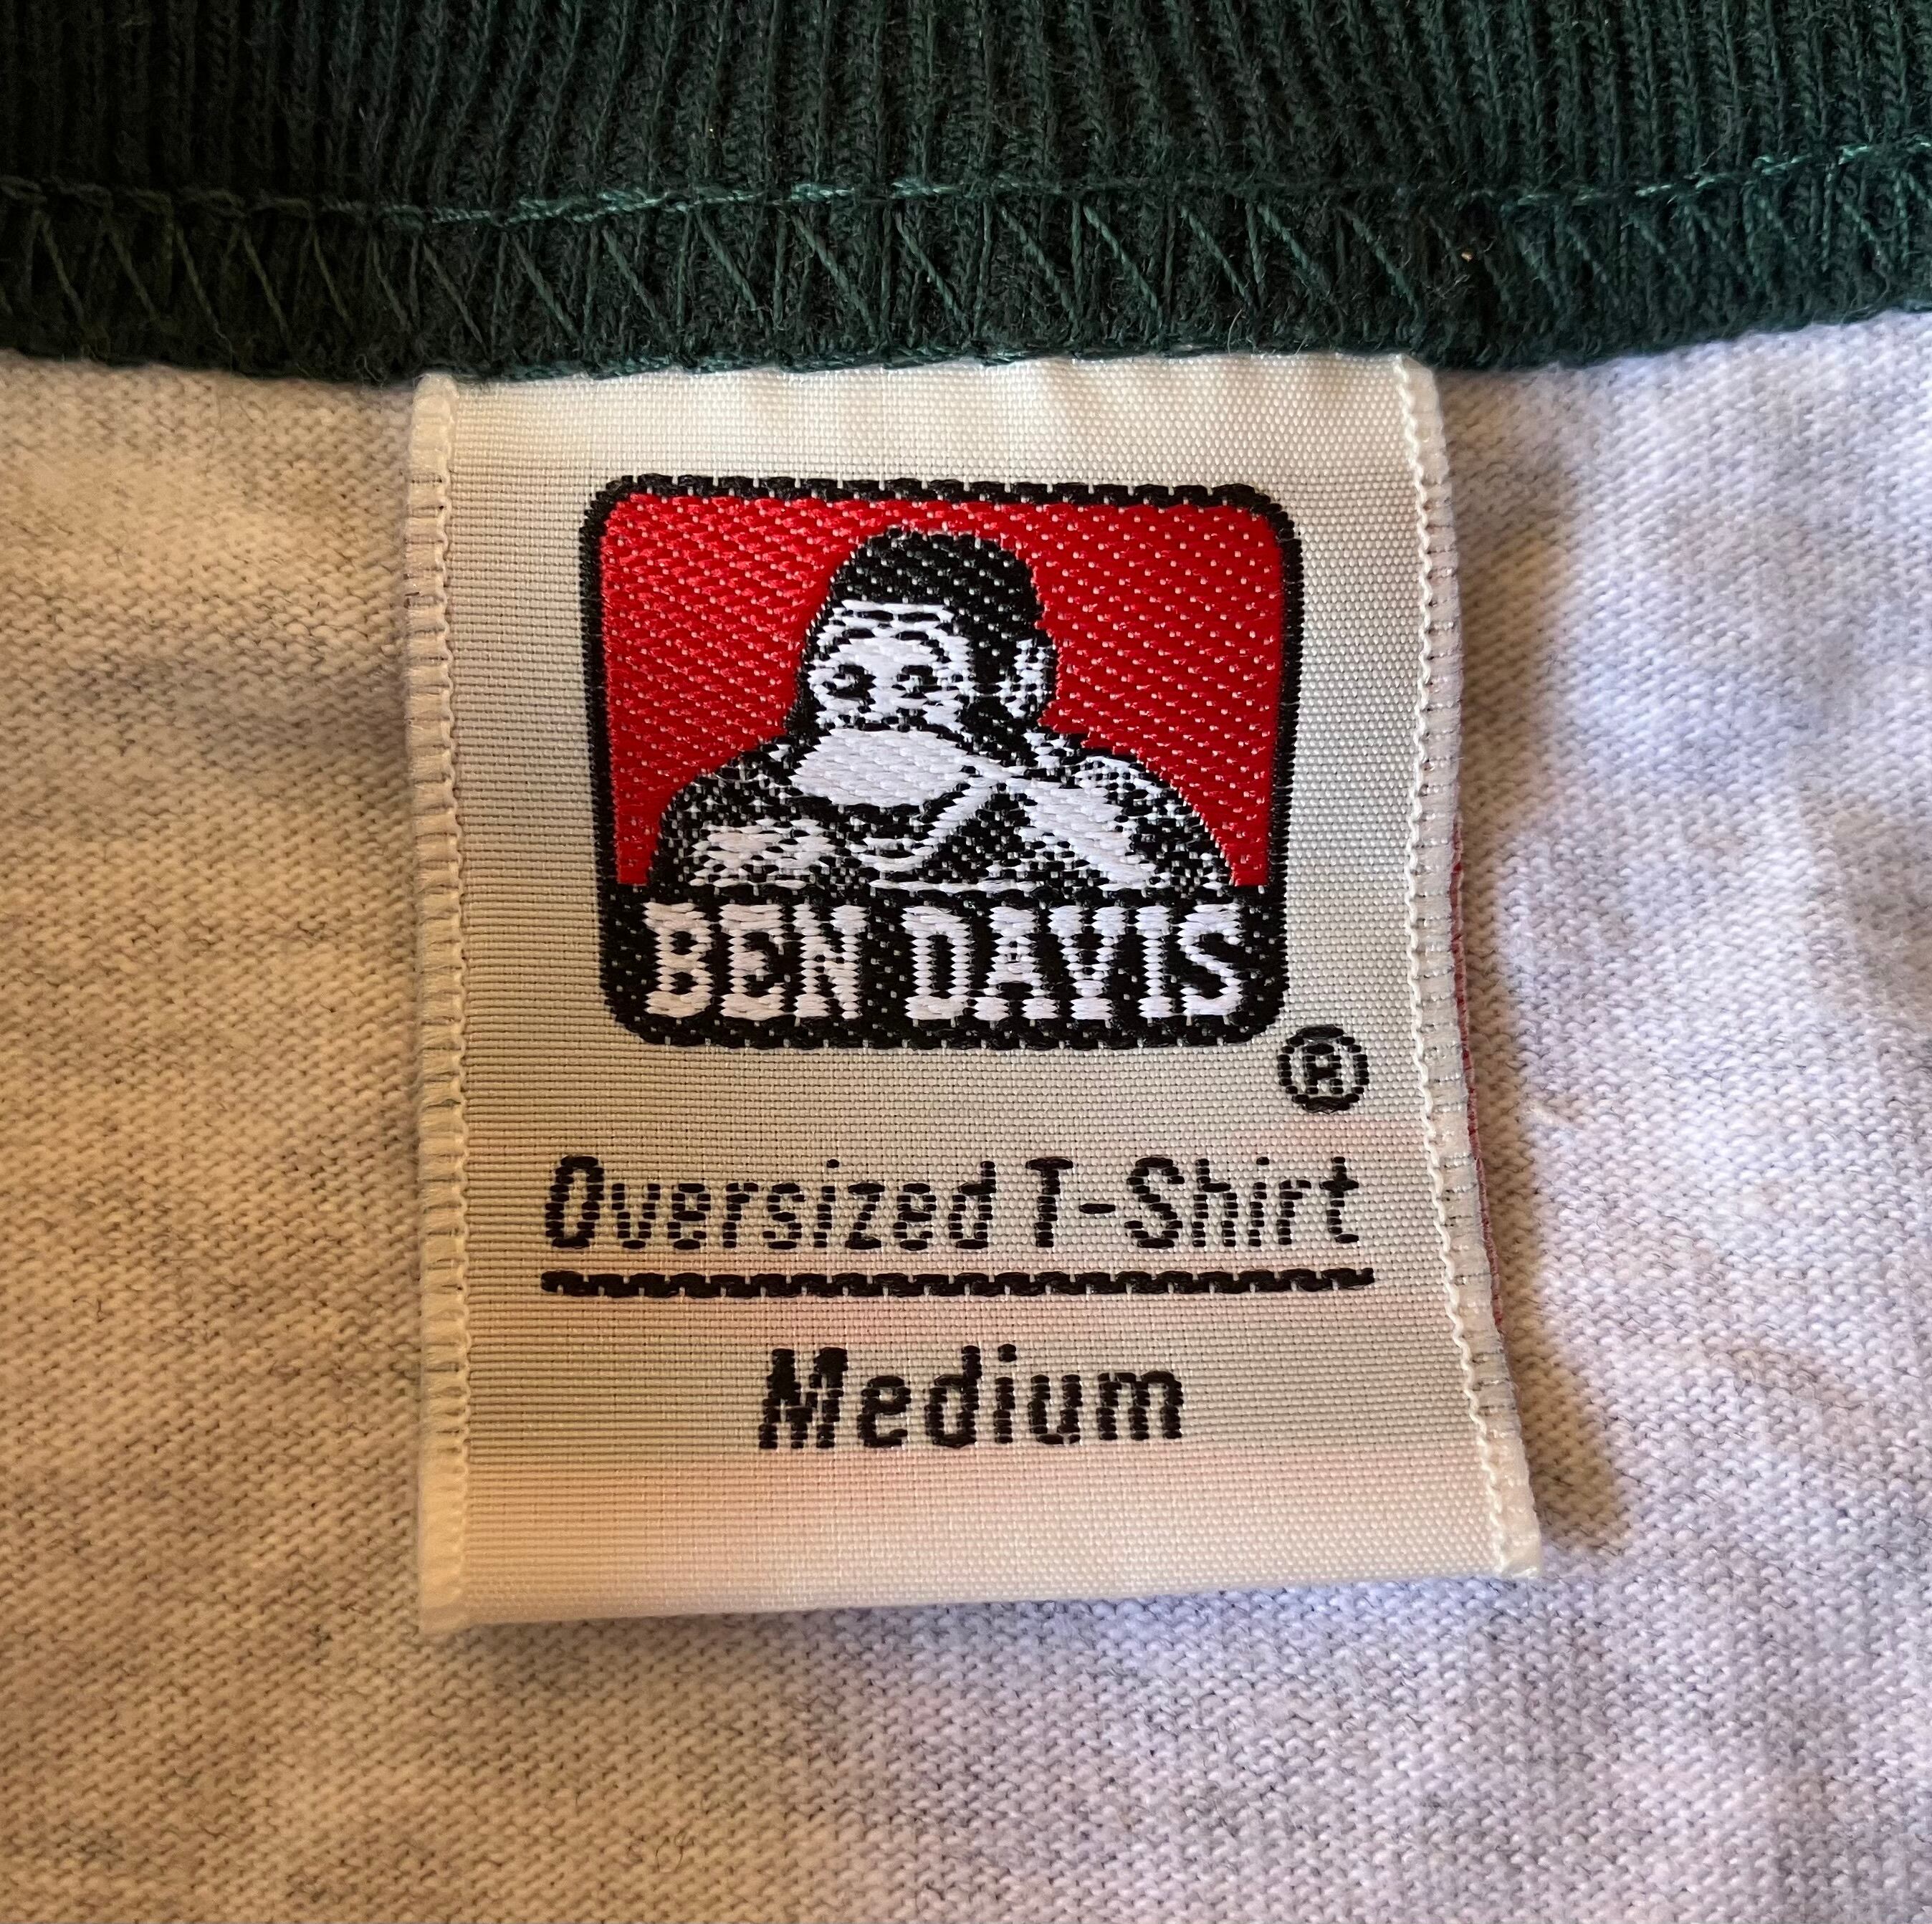 BEN DAVIS
®
Oversized T-Shirt
Medium